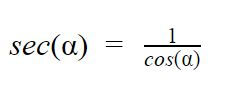 sec(α) = 1/cos(α)